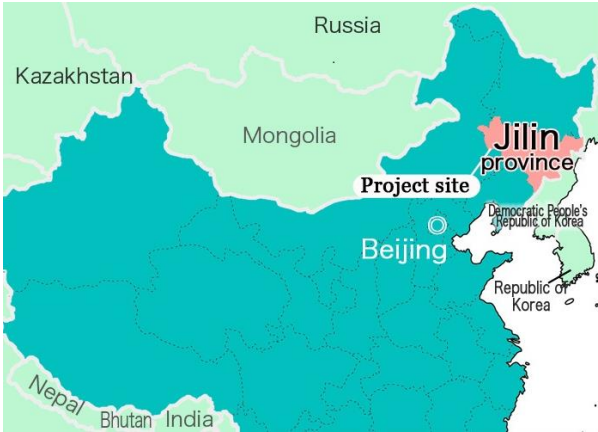 Russia
Kazakhstan
Mongolia
Jilin
province
Project site
Democratic People's
Republic of Korea
Beijing
Republic of
Korea
Nepal
Bhutan
India